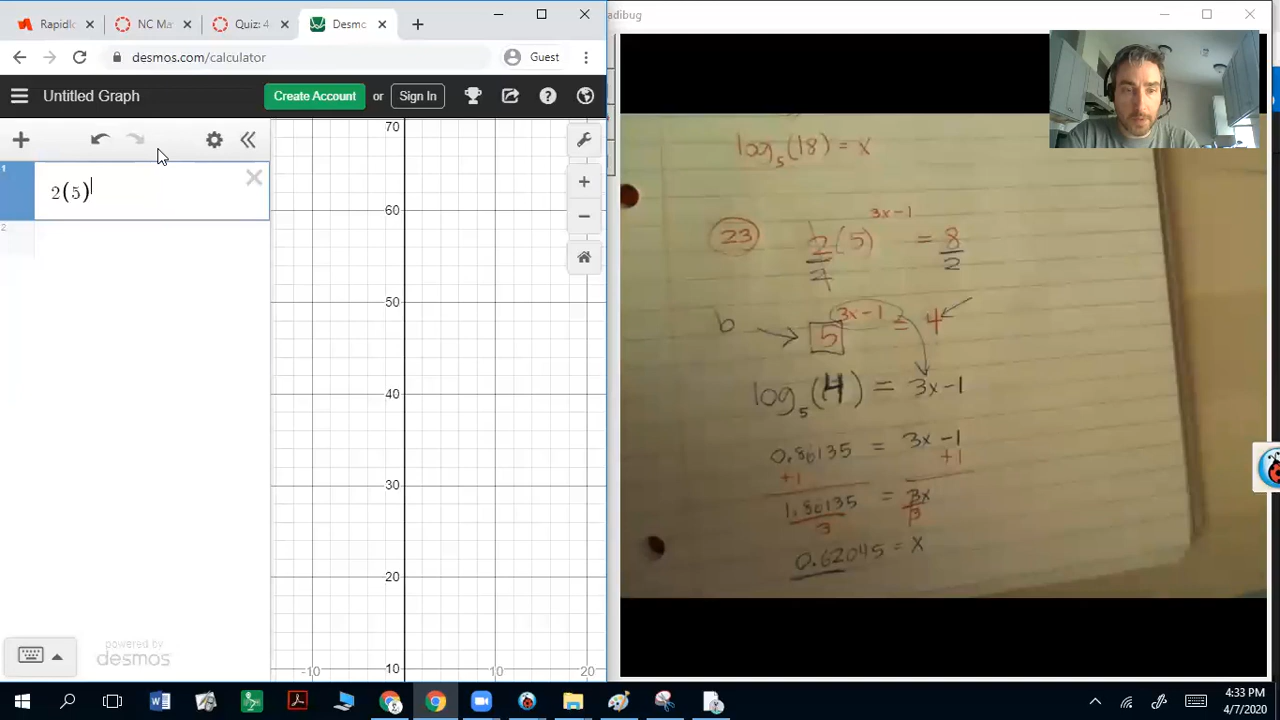 Rapidl
NC Ma
Quiz: 4
Desmo
adibug
desmos.com/calculator
Guest
Untitled Graph
Create Account
or
Sign In
1
2(5)
2
powered by
desmos
70
60
50
40
30
20
10
-10
10
20
log₅(18) = x
23
2(5)^(3x-1) = 8
2 2
b
5^(3x-1) = 4
log₅(4) = 3x-1
0.86135 = 3x-1
+1 +1
1.86135 = 3x
3 3
0.62045 = x
4:33 PM
4/7/2020